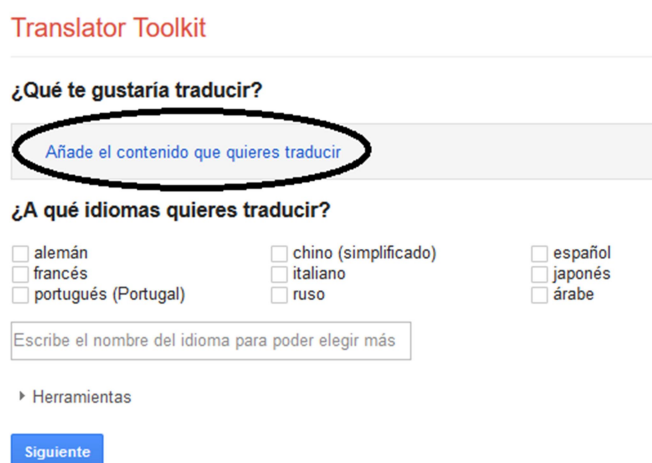 Translator Toolkit
¿Qué te gustaría traducir?
Añade el contenido que quieres traducir
¿A qué idiomas quieres traducir?
alemán chino (simplificado) español
francés italiano japonés
portugués (Portugal) ruso árabe
Escribe el nombre del idioma para poder elegir más
Herramientas
Siguiente